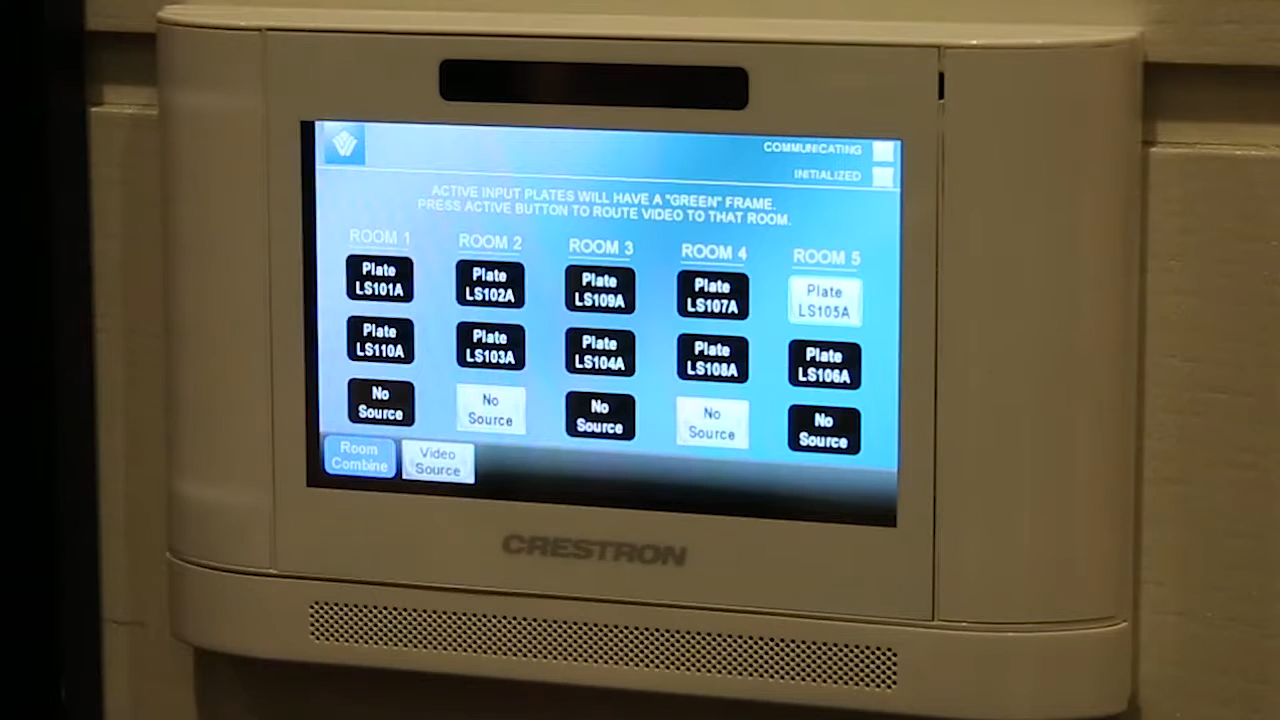 COMMUNICATING
INITIALIZED
ACTIVE INPUT PLATES WILL HAVE A "GREEN" FRAME.
PRESS ACTIVE BUTTON TO ROUTE VIDEO TO THAT ROOM.
ROOM 1
ROOM 2
ROOM 3
ROOM 4
ROOM 5
Plate
LS101A
Plate
LS102A
Plate
LS109A
Plate
LS107A
Plate
LS105A
Plate
LS110A
Plate
LS103A
Plate
LS104A
Plate
LS108A
Plate
LS106A
No
Source
No
Source
No
Source
No
Source
No
Source
Room
Combine
Video
Source
CRESTRON